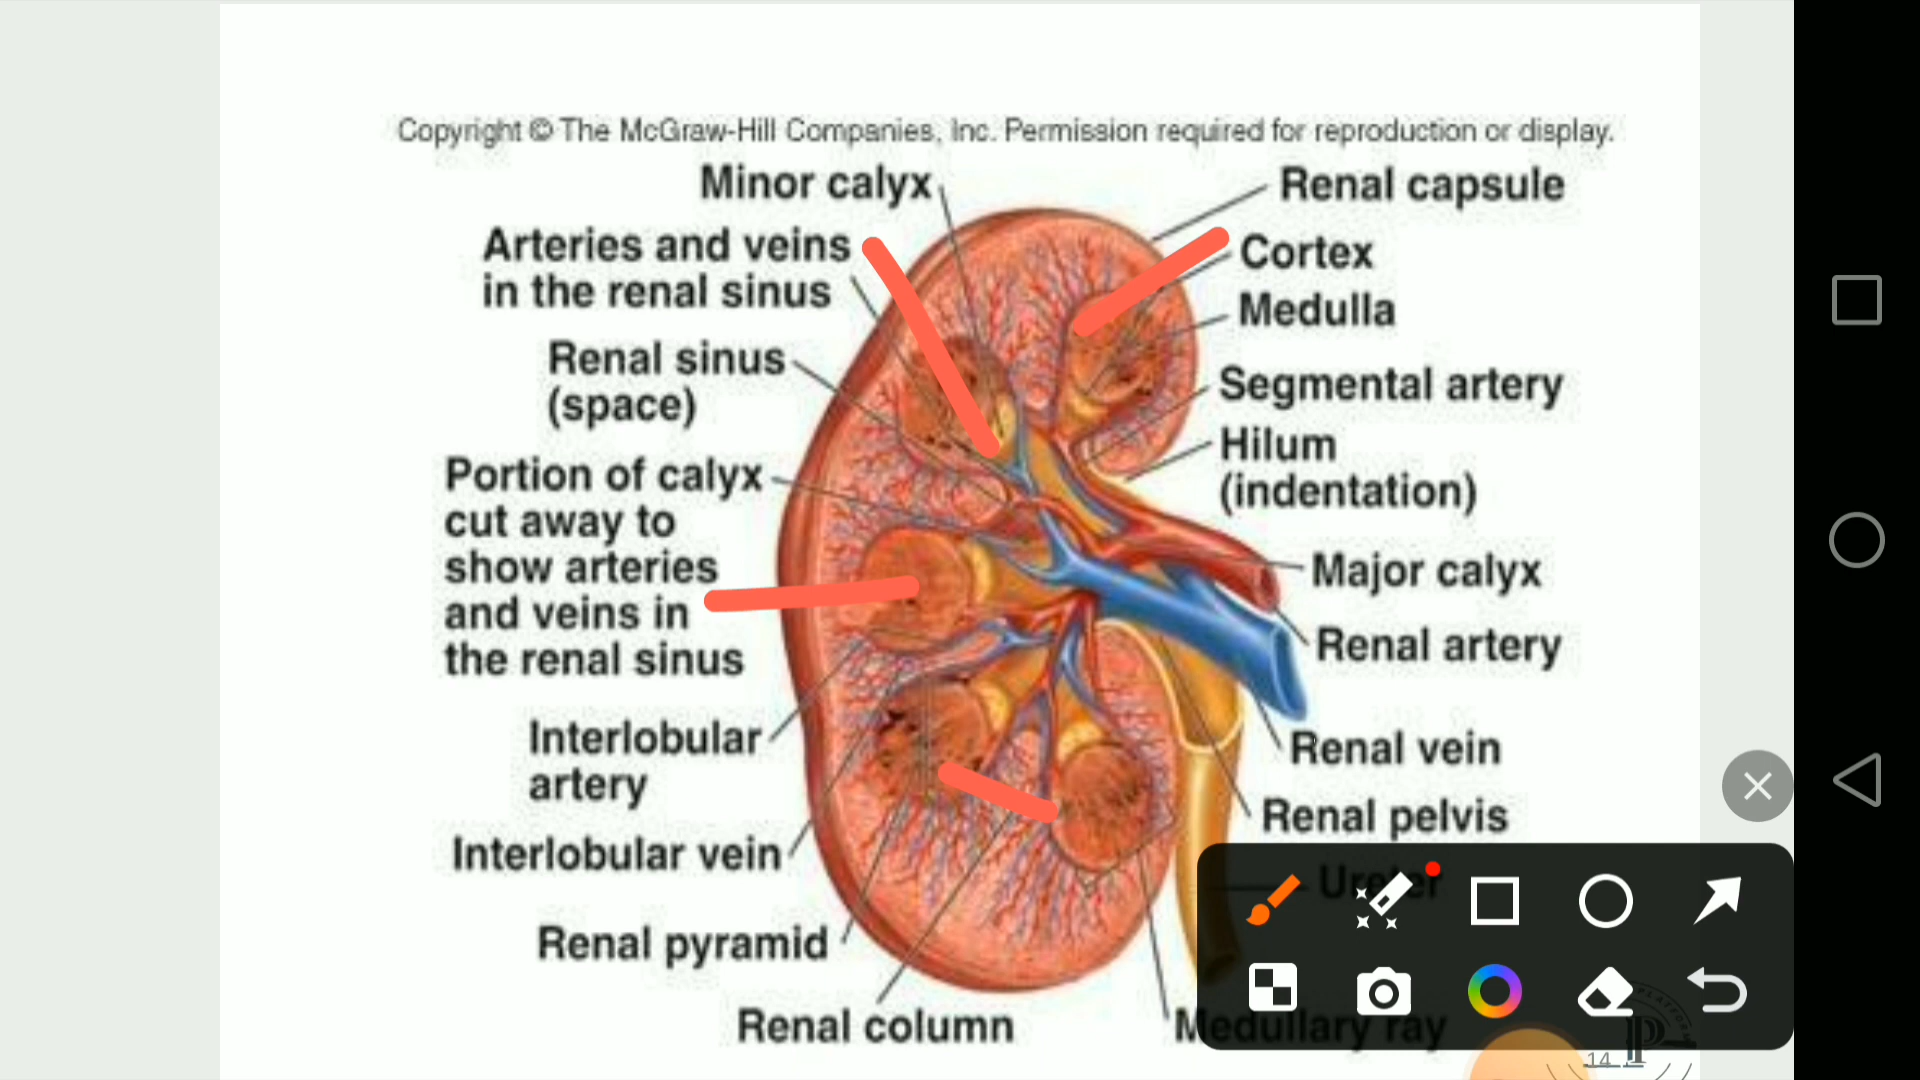 Copyright © The McGraw-Hill Companies, Inc. Permission required for reproduction or display.
Minor calyx
Renal capsule
Arteries and veins
in the renal sinus
Cortex
Medulla
Renal sinus
(space)
Segmental artery
Hilum
(indentation)
Portion of calyx
cut away to
show arteries
and veins in
the renal sinus
Major calyx
Renal artery
Interlobular
artery
Renal vein
Renal pelvis
Interlobular vein
Ureter
Renal pyramid
Renal column
Medullary ray
14